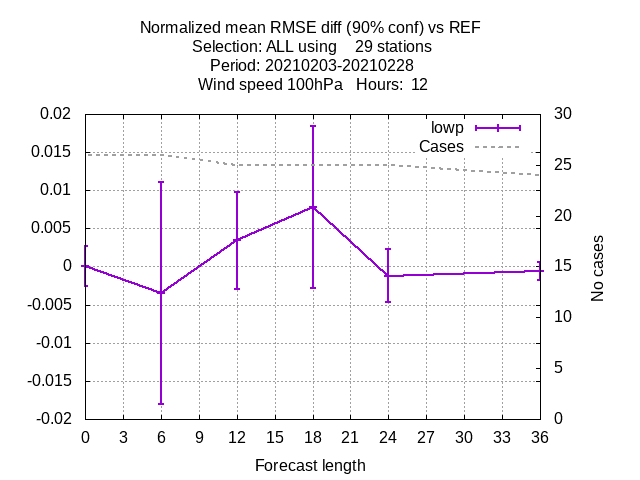 Normalized mean RMSE diff (90% conf) vs REF
Selection: ALL using    29 stations
Period: 20210203-20210228
Wind speed 100hPa   Hours:  12
lowp
Cases
0.02
0.015
0.01
0.005
0
-0.005
-0.01
-0.015
-0.02
30
25
20
15
10
5
0
No cases
0 3 6 9 12 15 18 21 24 27 30 33 36
Forecast length